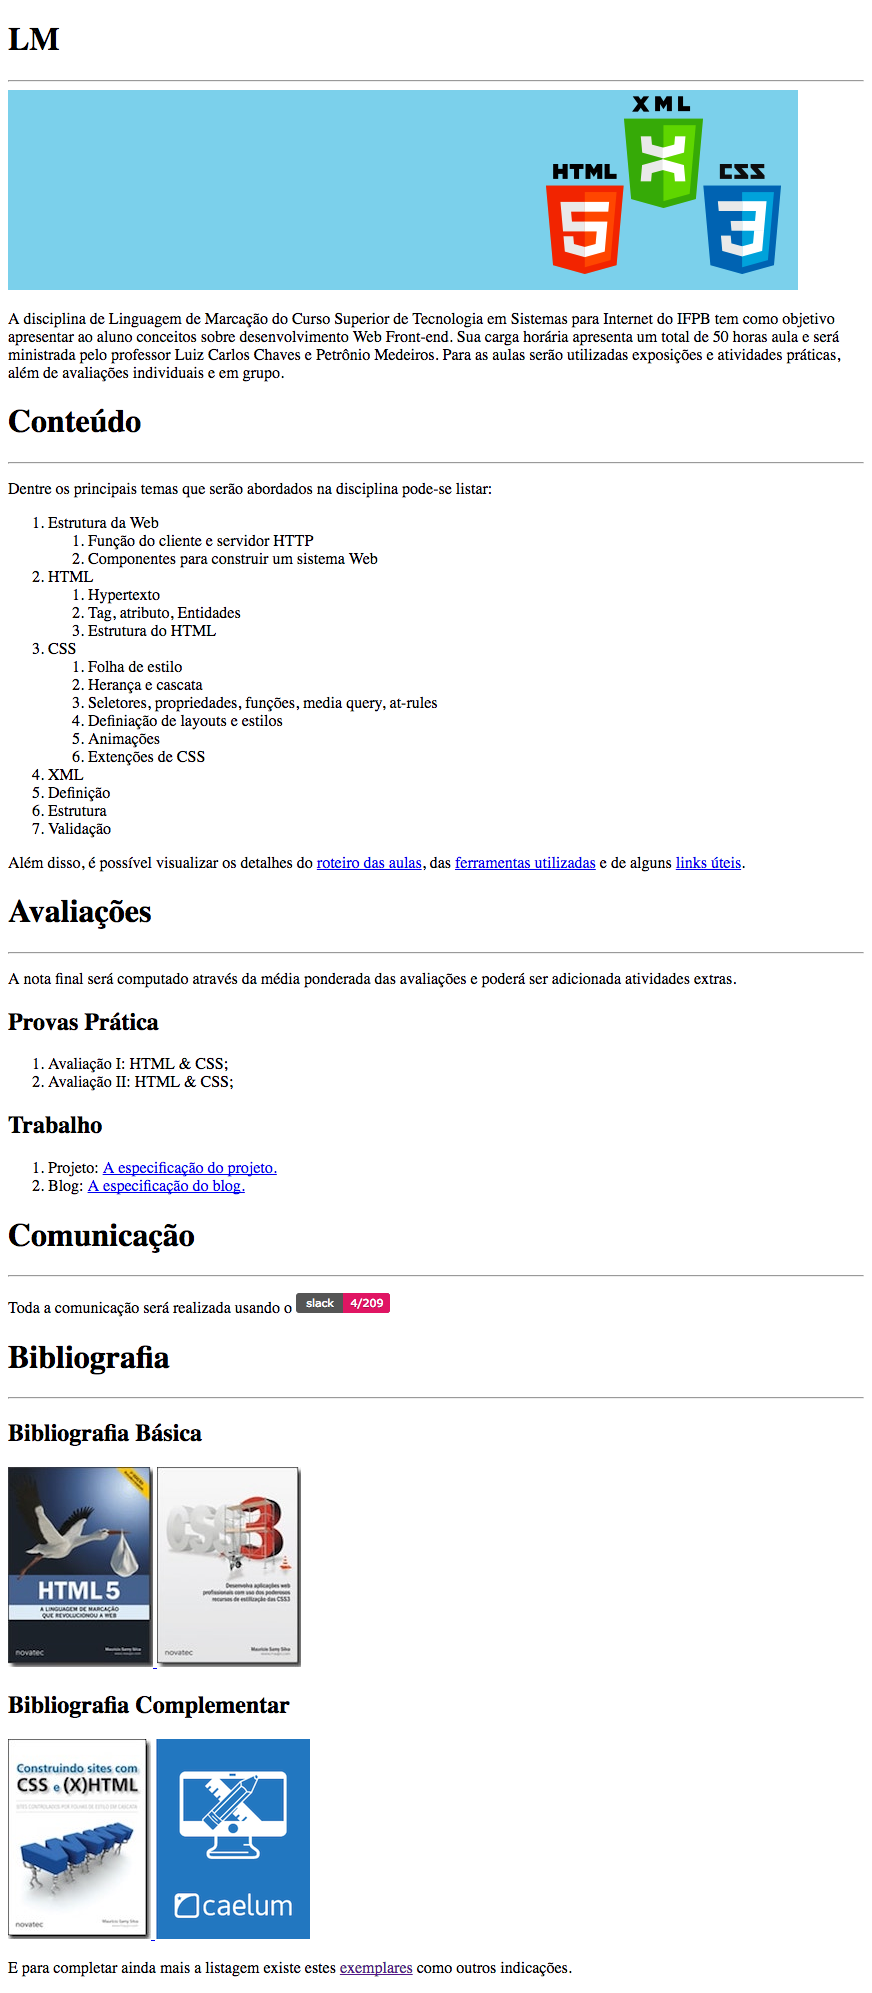 LM
XML
HTML
CSS
A disciplina de Linguagem de Marcação do Curso Superior de Tecnologia em Sistemas para Internet do IFPB tem como objetivo
apresentar ao aluno conceitos sobre desenvolvimento Web Front-end. Sua carga horária apresenta um total de 50 horas aula e será
ministrada pelo professor Luiz Carlos Chaves e Petrônio Medeiros. Para as aulas serão utilizadas exposições e atividades práticas,
além de avaliações individuais e em grupo.
Conteúdo
Dentre os principais temas que serão abordados na disciplina pode-se listar:
1. Estrutura da Web
1. Função do cliente e servidor HTTP
2. Componentes para construir um sistema Web
2. HTML
1. Hypertexto
2. Tag, atributo, Entidades
3. Estrutura do HTML
3. CSS
1. Folha de estilo
2. Herança e cascata
3. Seletores, propriedades, funções, media query, at-rules
4. Definiação de layouts e estilos
5. Animações
6. Extenções de CSS
4. XML
5. Definição
6. Estrutura
7. Validação
Além disso, é possível visualizar os detalhes do roteiro das aulas, das ferramentas utilizadas e de alguns links úteis.
Avaliações
A nota final será computado através da média ponderada das avaliações e poderá ser adicionada atividades extras.
Provas Prática
1. Avaliação I: HTML & CSS;
2. Avaliação II: HTML & CSS;
Trabalho
1. Projeto: A especificação do projeto.
2. Blog: A especificação do blog.
Comunicação
Toda a comunicação será realizada usando o slack 4/209
Bibliografia
Bibliografia Básica
HTML 5
A LINGUAGEM DE MARCAÇÃO
QUE REVOLUCIONOU A WEB
novatec
Maurício Samy Silva
CSS3
Desenvolva aplicações web
profissionais com uso dos poderosos
recursos de estilização das CSS3
novatec
Maurício Samy Silva
Bibliografia Complementar
Construindo sites com
CSS e (X)HTML
SITES CONTROLADOS POR FOLHAS DE ESTILO EM CASCATA
WWW
novatec
Maurício Samy Silva
caelum
E para completar ainda mais a listagem existe estes exemplares como outros indicações.